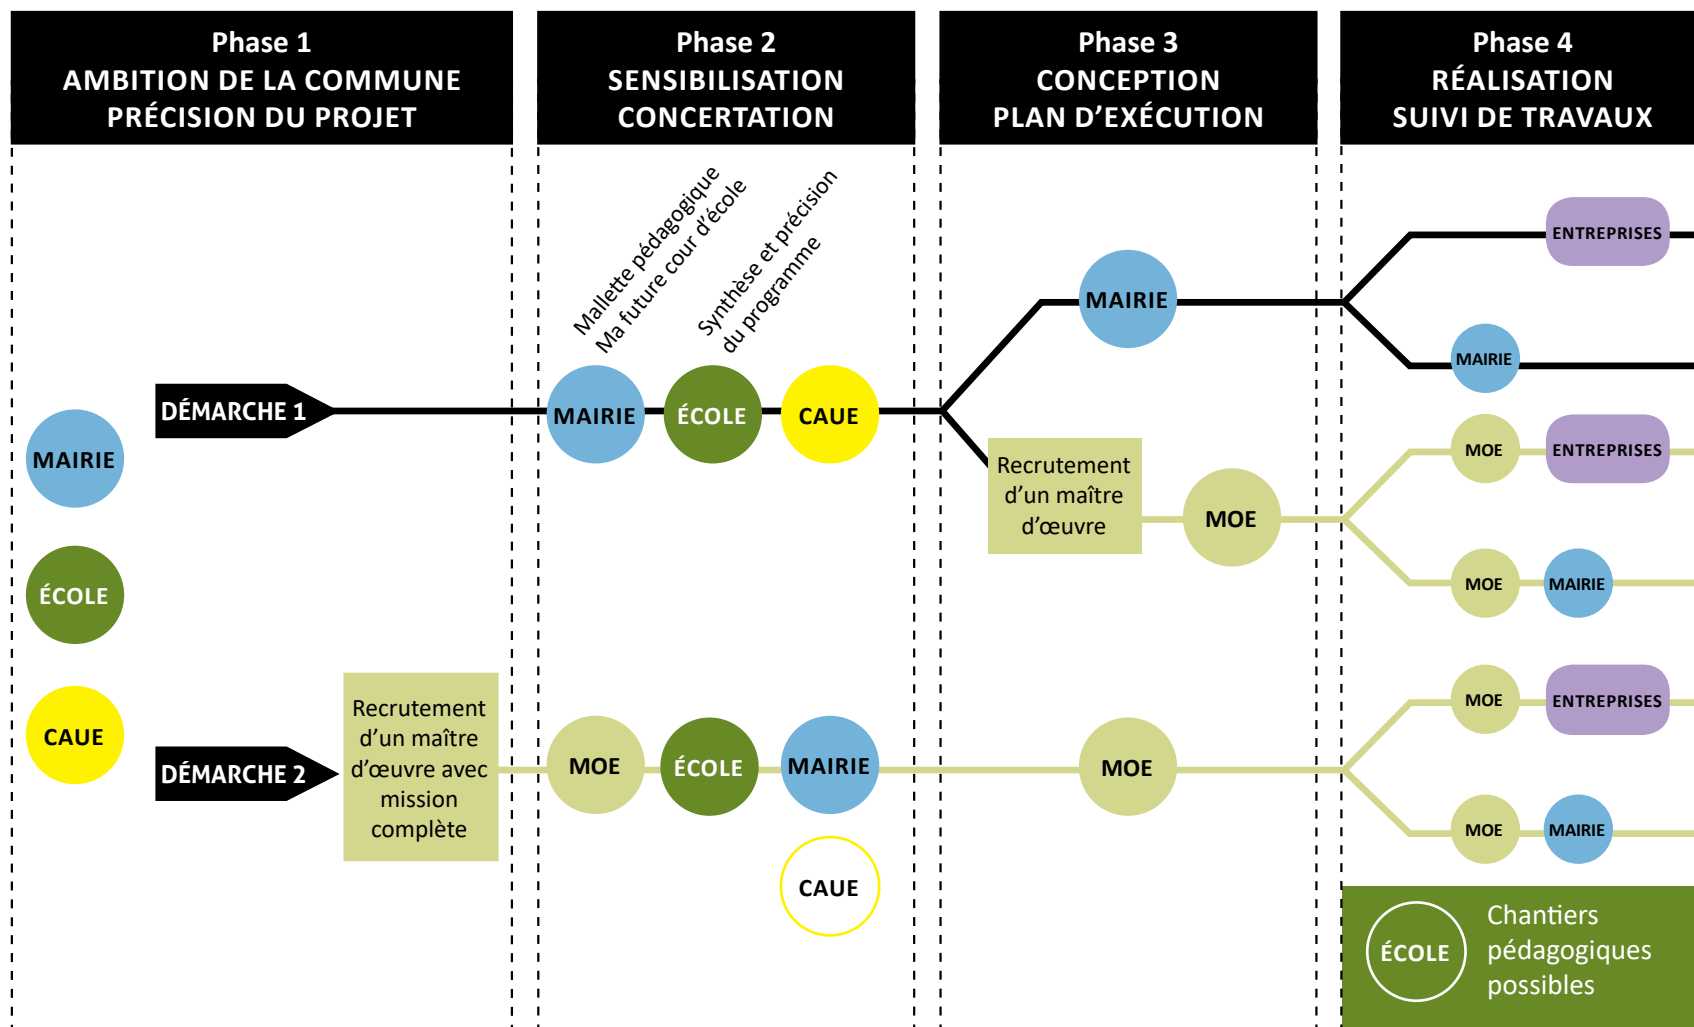 Phase 1
AMBITION DE LA COMMUNE
PRÉCISION DU PROJET
Phase 2
SENSIBILISATION
CONCERTATION
Phase 3
CONCEPTION
PLAN D’EXÉCUTION
Phase 4
RÉALISATION
SUIVI DE TRAVAUX
MAIRIE
ÉCOLE
CAUE
DÉMARCHE 1
Mallette pédagogique
Ma future cour d’école
Synthèse et précision
du programme
MAIRIE
ÉCOLE
CAUE
MAIRIE
Recrutement
d’un maître
d’œuvre
MOE
ENTREPRISES
MAIRIE
MOE
ENTREPRISES
MOE
MAIRIE
DÉMARCHE 2
Recrutement
d’un maître
d’œuvre avec
mission
complète
MOE
ÉCOLE
MAIRIE
CAUE
MOE
MOE
ENTREPRISES
MOE
MAIRIE
ÉCOLE
Chantiers
pédagogiques
possibles